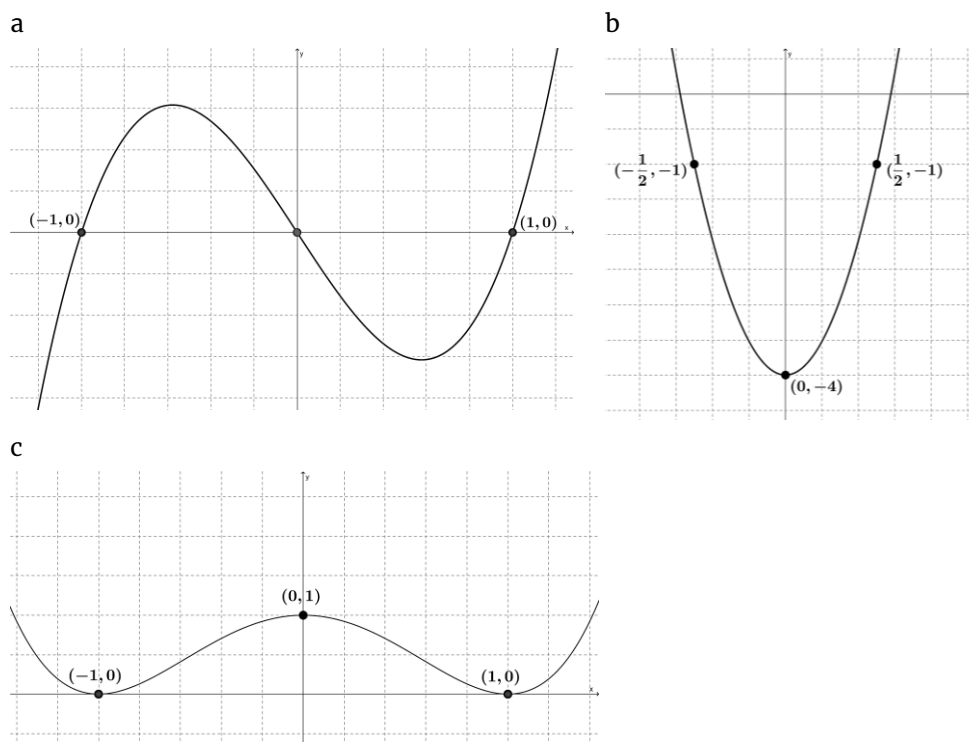 a
y
(−1, 0)
(1, 0)
x
b
y
(−1/2, −1)
(1/2, −1)
(0, −4)
c
y
(0, 1)
(−1, 0)
(1, 0)
x